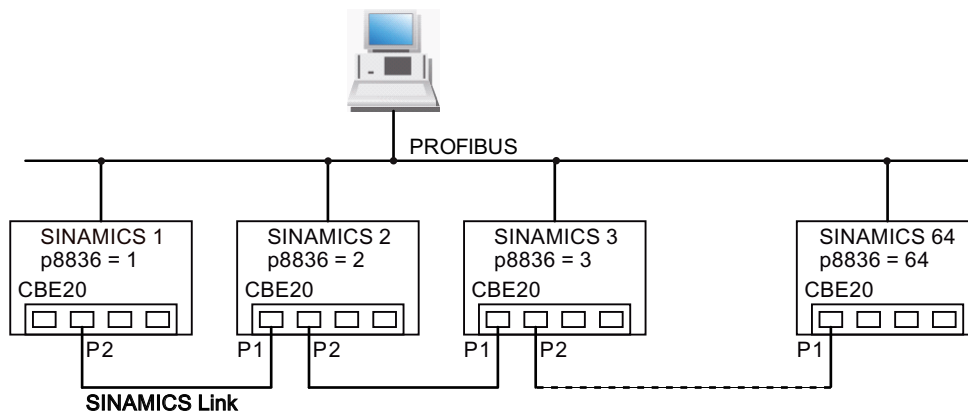 PROFIBUS
SINAMICS 1
p8836 = 1
CBE20
P2
SINAMICS 2
p8836 = 2
CBE20
P1
P2
SINAMICS 3
p8836 = 3
CBE20
P1
P2
SINAMICS 64
p8836 = 64
CBE20
P1
SINAMICS Link